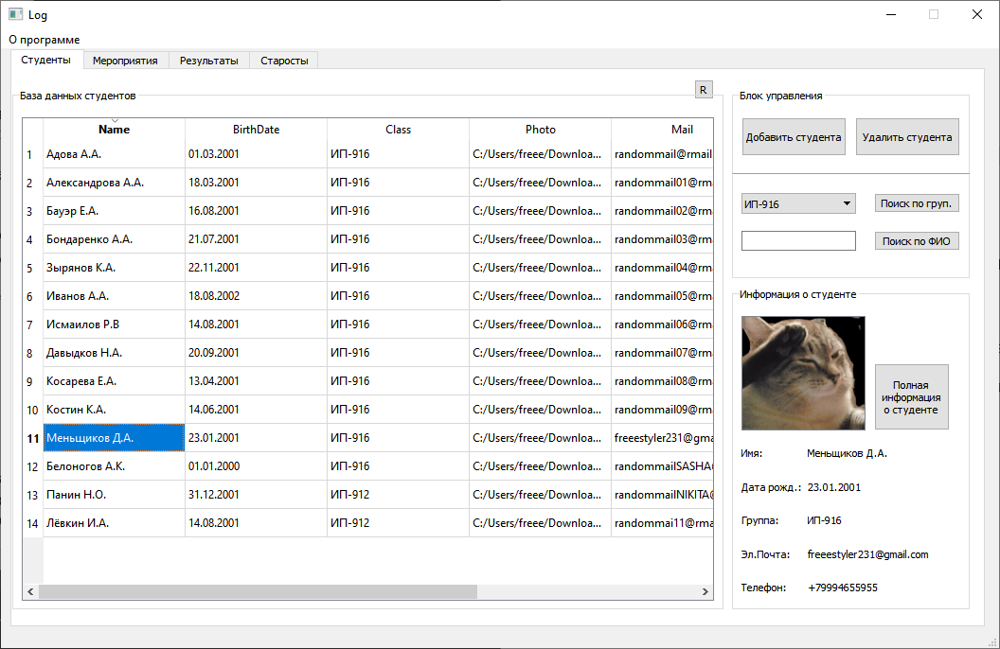 Log
О программе
Студенты Мероприятия Результаты Старосты
База данных студентов R
Name BirthDate Class Photo Mail
1 Адова А.А. 01.03.2001 ИП-916 C:/Users/freee/Downloa... randommail@rmail
2 Александрова А.А. 18.03.2001 ИП-916 C:/Users/freee/Downloa... randommail01@rma
3 Бауэр Е.А. 16.08.2001 ИП-916 C:/Users/freee/Downloa... randommail02@rma
4 Бондаренко А.А. 21.07.2001 ИП-916 C:/Users/freee/Downloa... randommail03@rma
5 Зырянов К.А. 22.11.2001 ИП-916 C:/Users/freee/Downloa... randommail04@rma
6 Иванов А.А. 18.08.2002 ИП-916 C:/Users/freee/Downloa... randommail05@rma
7 Исмаилов Р.В 14.08.2001 ИП-916 C:/Users/freee/Downloa... randommail06@rma
8 Давыдков Н.А. 20.09.2001 ИП-916 C:/Users/freee/Downloa... randommail07@rma
9 Косарева Е.А. 13.04.2001 ИП-916 C:/Users/freee/Downloa... randommail08@rma
10 Костин К.А. 14.06.2001 ИП-916 C:/Users/freee/Downloa... randommail09@rma
11 Меньщиков Д.А. 23.01.2001 ИП-916 C:/Users/freee/Downloa... freeestyler231@gma
12 Белоногов А.К. 01.01.2000 ИП-916 C:/Users/freee/Downloa... randommailSASHA@
13 Панин Н.О. 31.12.2001 ИП-912 C:/Users/freee/Downloa... randommailNIKITA@
14 Лёвкин И.А. 14.08.2001 ИП-912 C:/Users/freee/Downloa... randommai11@rma
Блок управления
Добавить студента Удалить студента
ИП-916 Поиск по груп.
Поиск по ФИО
Информация о студенте
Полная
информация
о студенте
Имя: Меньщиков Д.А.
Дата рожд.: 23.01.2001
Группа: ИП-916
Эл.Почта: freeestyler231@gmail.com
Телефон: +79994655955